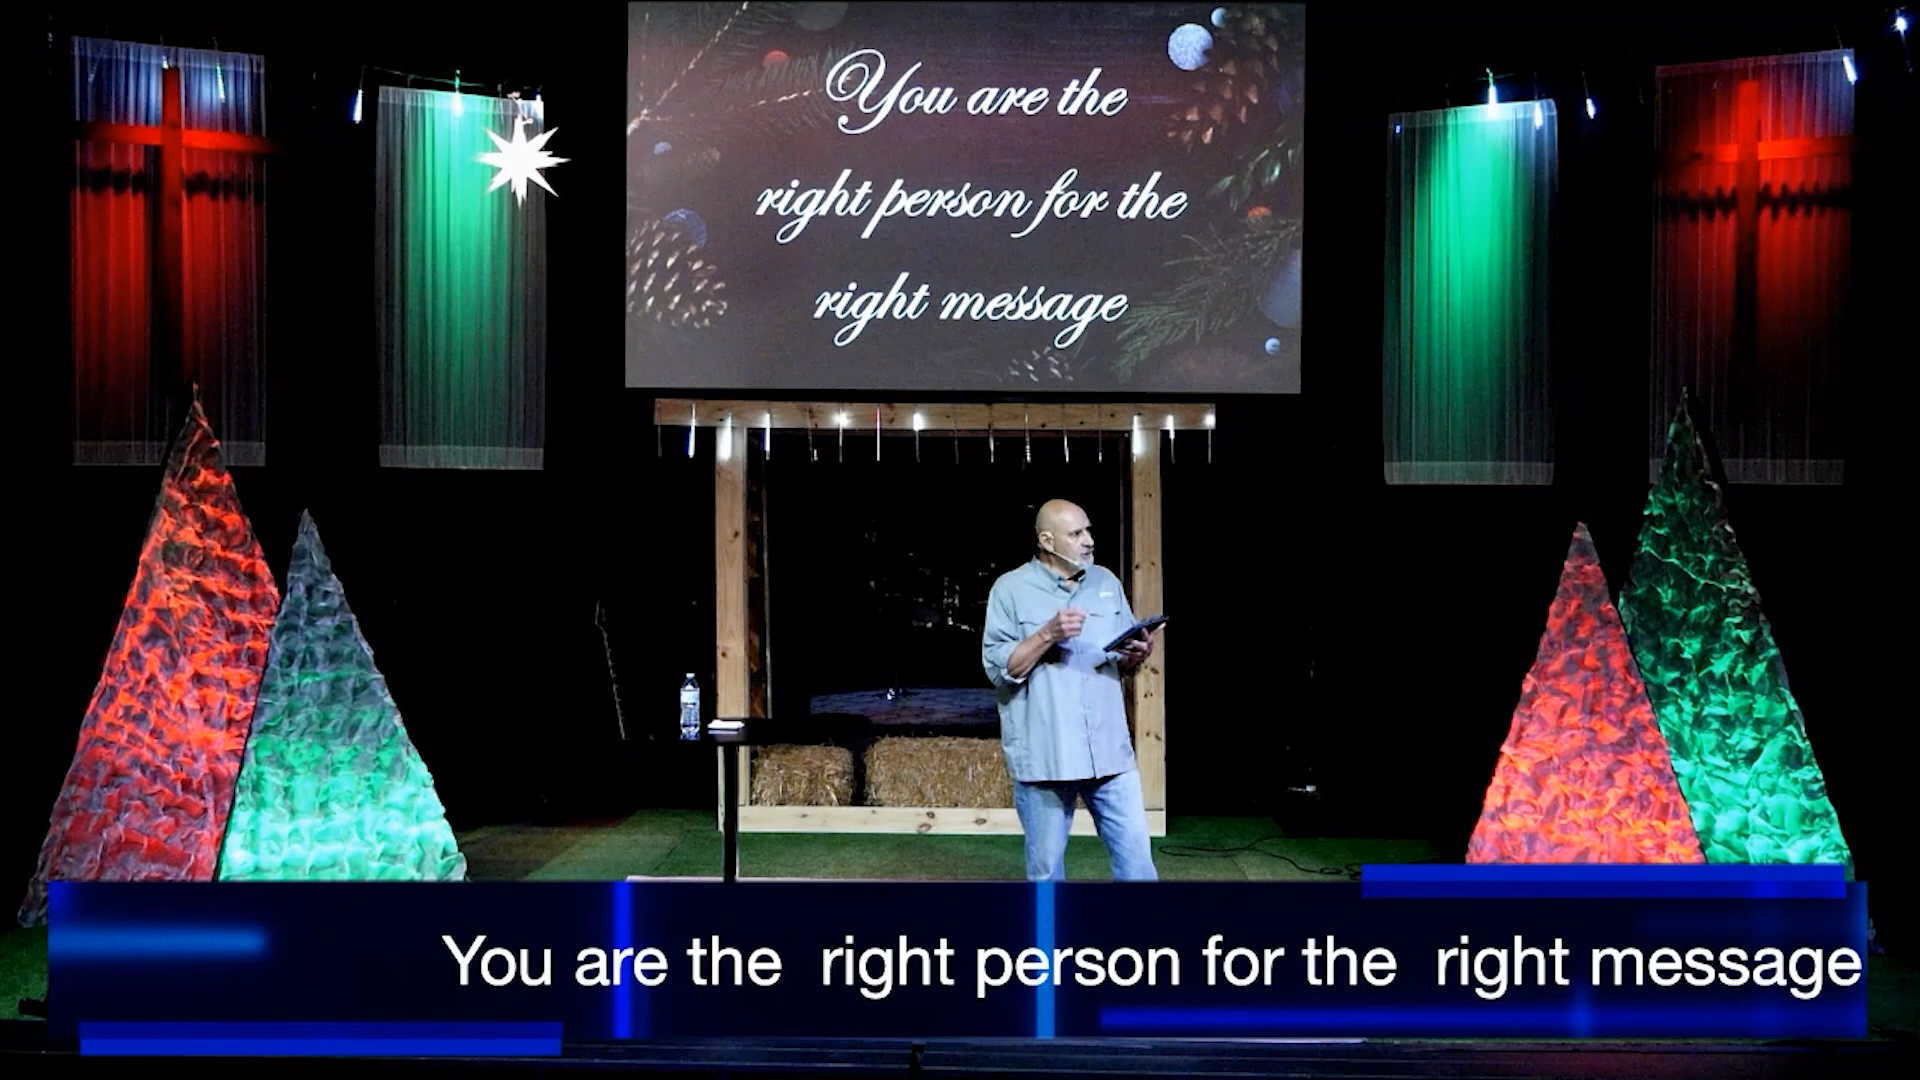 You are the
right person for the
right message
You are the  right person for the  right message